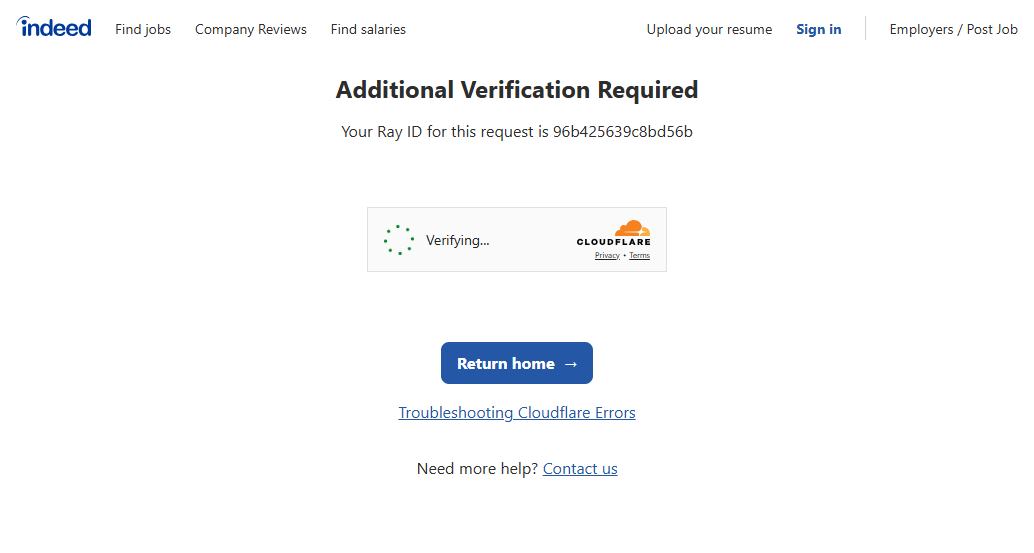 indeed Find jobs Company Reviews Find salaries Upload your resume Sign in Employers / Post Job
Additional Verification Required
Your Ray ID for this request is 96b425639c8bd56b
Verifying...
CLOUDFLARE
Privacy • Terms
Return home →
Troubleshooting Cloudflare Errors
Need more help? Contact us